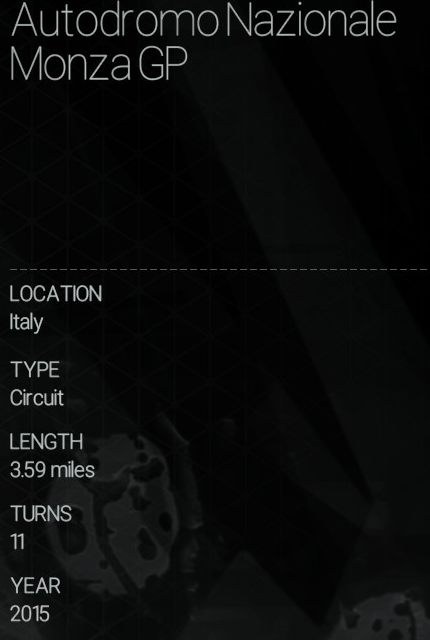 Autodromo Nazionale
Monza GP
LOCATION
Italy
TYPE
Circuit
LENGTH
3.59 miles
TURNS
11
YEAR
2015